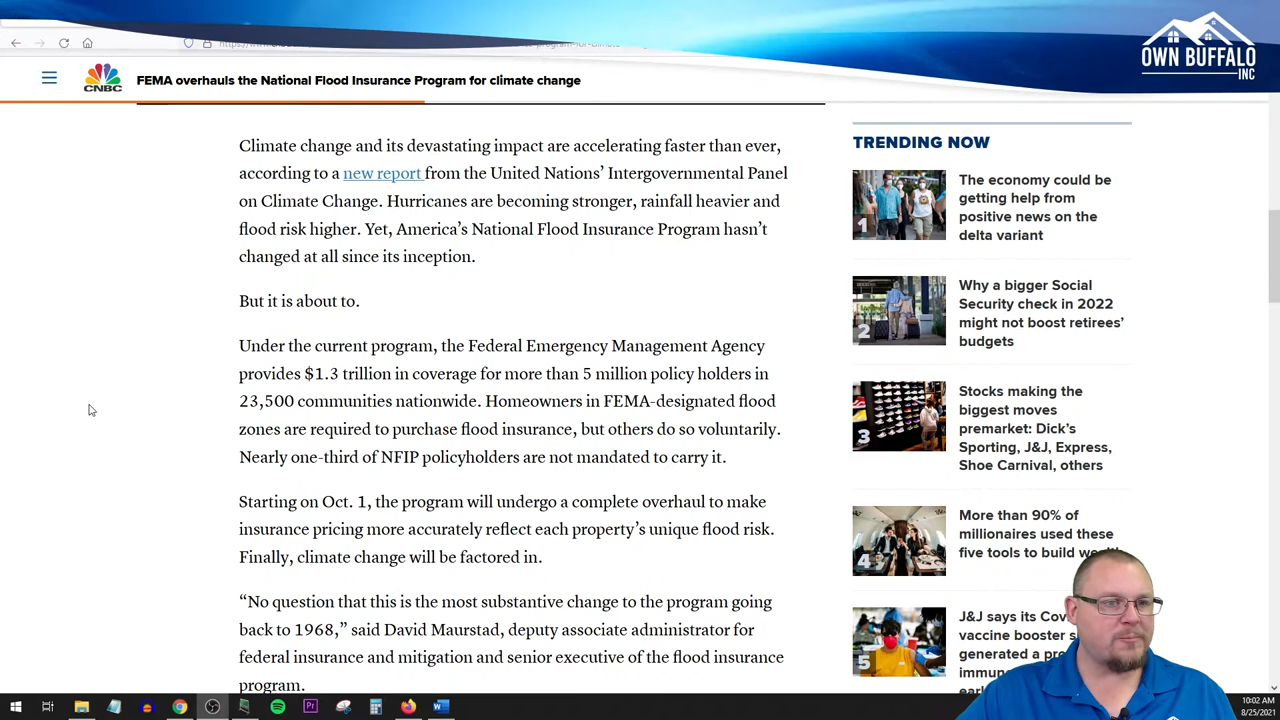 OWN BUFFALO
INC
CNBC
FEMA overhauls the National Flood Insurance Program for climate change
Climate change and its devastating impact are accelerating faster than ever,
according to a new report from the United Nations’ Intergovernmental Panel
on Climate Change. Hurricanes are becoming stronger, rainfall heavier and
flood risk higher. Yet, America’s National Flood Insurance Program hasn’t
changed at all since its inception.
But it is about to.
Under the current program, the Federal Emergency Management Agency
provides $1.3 trillion in coverage for more than 5 million policy holders in
23,500 communities nationwide. Homeowners in FEMA-designated flood
zones are required to purchase flood insurance, but others do so voluntarily.
Nearly one-third of NFIP policyholders are not mandated to carry it.
Starting on Oct. 1, the program will undergo a complete overhaul to make
insurance pricing more accurately reflect each property’s unique flood risk.
Finally, climate change will be factored in.
“No question that this is the most substantive change to the program going
back to 1968,” said David Maurstad, deputy associate administrator for
federal insurance and mitigation and senior executive of the flood insurance
program.
TRENDING NOW
1
The economy could be
getting help from
positive news on the
delta variant
2
Why a bigger Social
Security check in 2022
might not boost retirees’
budgets
3
Stocks making the
biggest moves
premarket: Dick’s
Sporting, J&J, Express,
Shoe Carnival, others
4
More than 90% of
millionaires used these
five tools to build
5
J&J says its
vaccine booster
generated a
10:02 AM
8/25/2021